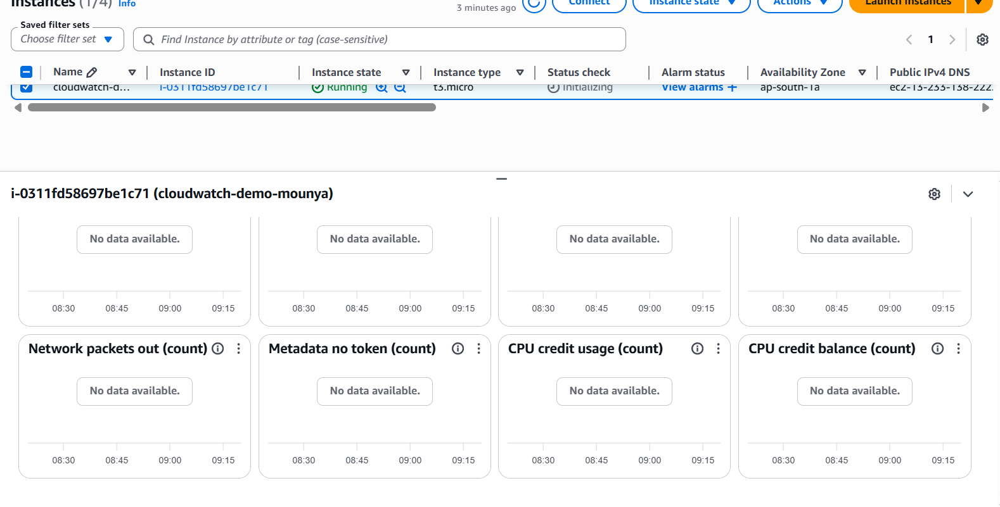 Instances (1/4) Info
3 minutes ago
Connect
Instance state
Actions
Launch Instances
Saved filter sets
Choose filter set
Find Instance by attribute or tag (case-sensitive)
1
Name
Instance ID
Instance state
Instance type
Status check
Alarm status
Availability Zone
Public IPv4 DNS
cloudwatch-d...
i-0311fd58697be1c71
Running
t3.micro
Initializing
View alarms +
ap-south-1a
ec2-13-233-138-222.
i-0311fd58697be1c71 (cloudwatch-demo-mounya)
No data available.
No data available.
No data available.
No data available.
08:30 08:45 09:00 09:15
08:30 08:45 09:00 09:15
08:30 08:45 09:00 09:15
08:30 08:45 09:00 09:15
Network packets out (count)
Metadata no token (count)
CPU credit usage (count)
CPU credit balance (count)
No data available.
No data available.
No data available.
No data available.
08:30 08:45 09:00 09:15
08:30 08:45 09:00 09:15
08:30 08:45 09:00 09:15
08:30 08:45 09:00 09:15